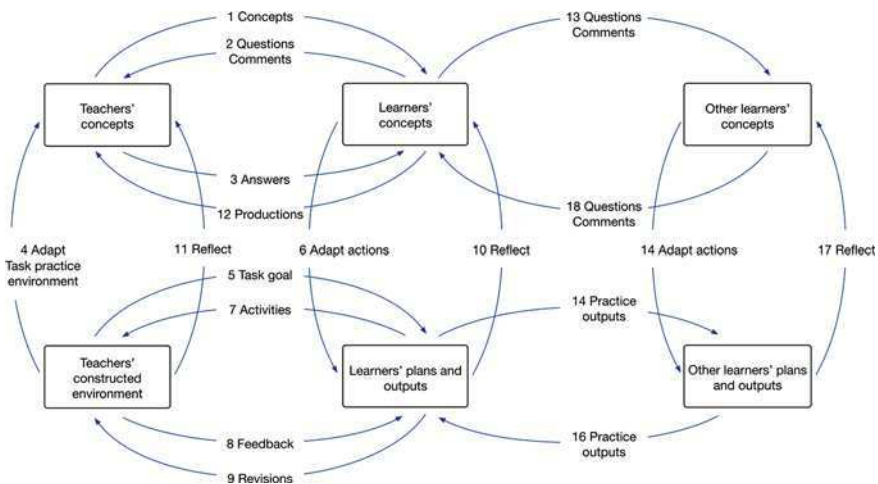 1 Concepts
13 Questions
Comments
2 Questions
Comments
Teachers'
concepts
Learners'
concepts
Other learners'
concepts
3 Answers
12 Productions
18 Questions
Comments
4 Adapt
Task practice
environment
11 Reflect
6 Adapt actions
10 Reflect
14 Adapt actions
17 Reflect
5 Task goal
7 Activities
14 Practice
outputs
Teachers'
constructed
environment
Learners' plans and
outputs
Other learners' plans
and outputs
8 Feedback
9 Revisions
16 Practice
outputs